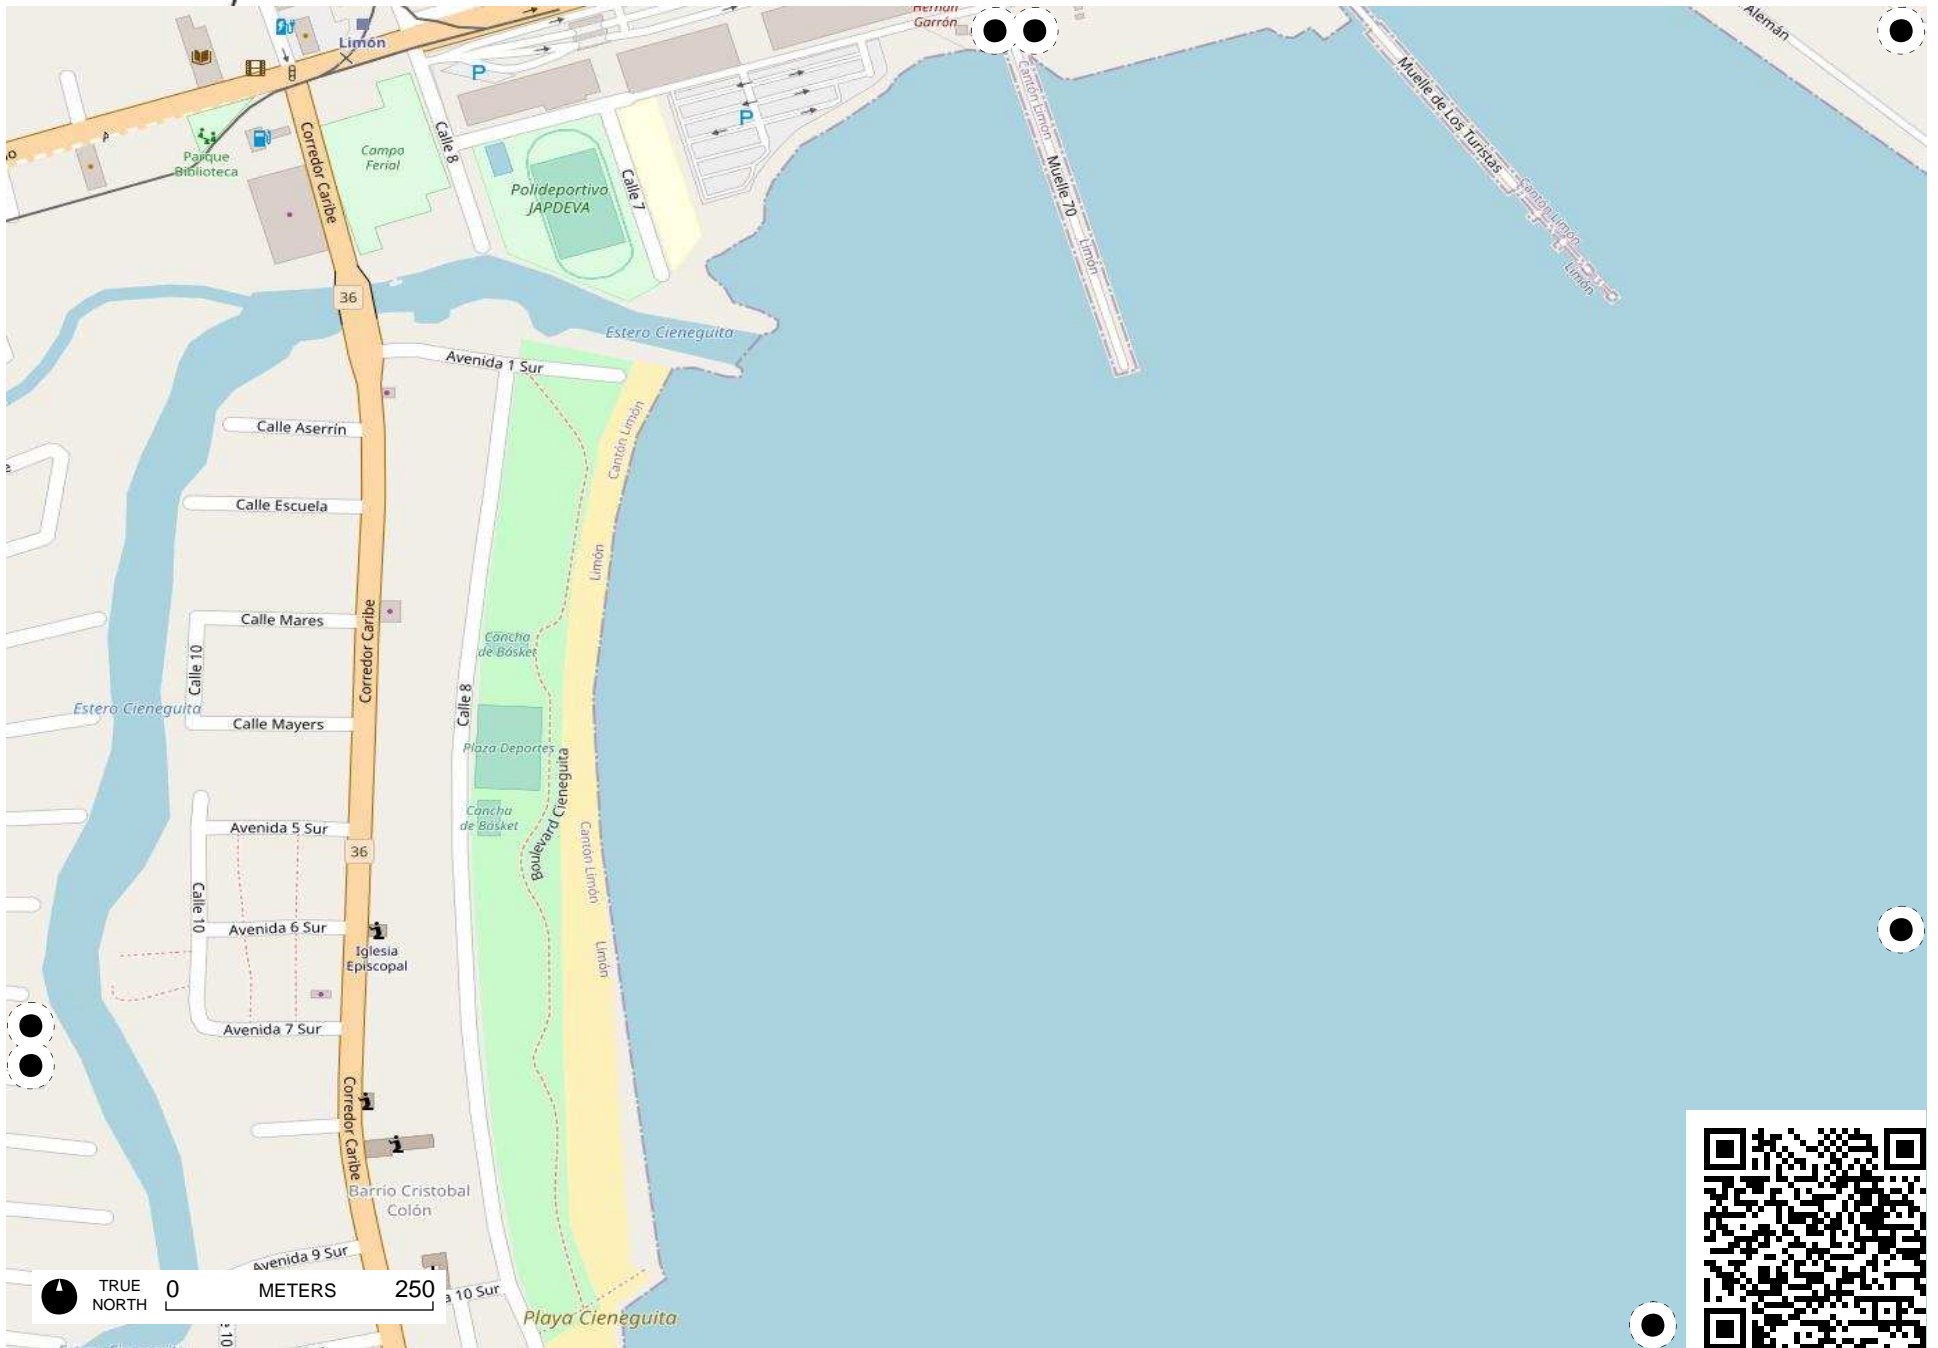 Hernán
Garrón
Alemán
Limón
P
Muelle de Los Turistas
Cantón Limón
P
Calle 8
Corredor Caribe
Campo
Ferial
Parque
Biblioteca
Polideportivo
JAPDEVA
Calle 7
Muelle 70
Cantón Limón
Limón
Limón
36
Estero Cieneguita
Avenida 1 Sur
Calle Aserrín
Cantón Limón
Calle Escuela
Limón
Calle Mares
Corredor Caribe
Cancha
de Básket
Calle 10
Calle 8
Estero Cieneguita
Calle Mayers
Plaza Deportes
Boulevard Cieneguita
Cancha
de Básket
Avenida 5 Sur
36
Cantón Limón
Calle 10
Avenida 6 Sur
Iglesia
Episcopal
Limón
Avenida 7 Sur
Corredor Caribe
Barrio Cristobal
Colón
Avenida 9 Sur
TRUE
NORTH
0 METERS 250
a 10 Sur
Playa Cieneguita
10